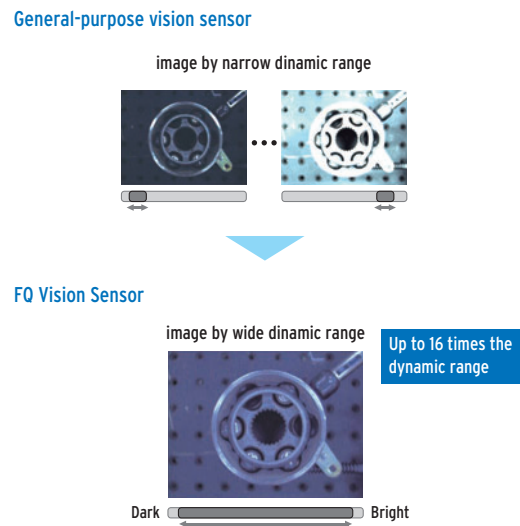 General-purpose vision sensor
image by narrow dinamic range
FQ Vision Sensor
image by wide dinamic range
Up to 16 times the
dynamic range
Dark
Bright